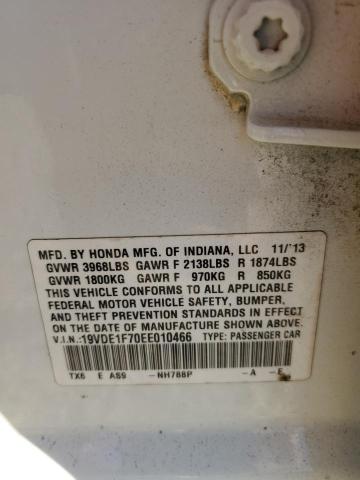 MFD. BY HONDA MFG. OF INDIANA, LLC 11/'13
GVWR 3968LBS GAWR F 2138LBS R 1874LBS
GVWR 1800KG GAWR F 970KG R 850KG
THIS VEHICLE CONFORMS TO ALL APPLICABLE
FEDERAL MOTOR VEHICLE SAFETY, BUMPER,
AND THEFT PREVENTION STANDARDS IN EFFECT
ON THE DATE OF MANUFACTURE SHOWN ABOVE.
V.I.N.:19VDE1F70EE010466 TYPE: PASSENGER CAR
TX6 E AS9 -NH788P -A -E